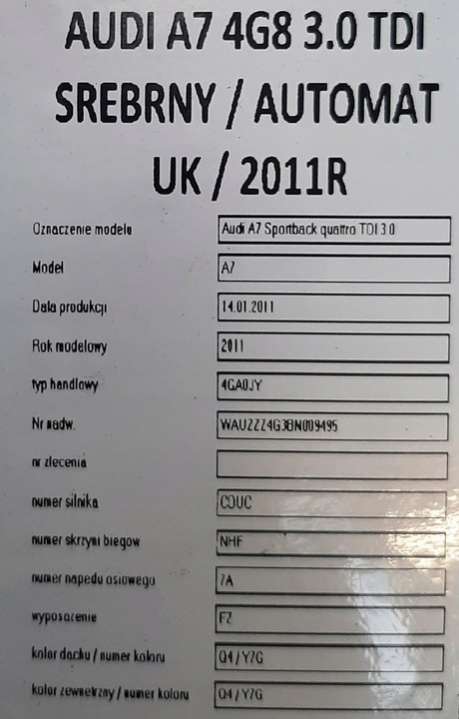 AUDI A7 4G8 3.0 TDI
SREBRNY / AUTOMAT
UK / 2011R
Oznaczenie modelu Audi A7 Sportback quattro TDI 3.0
Model A7
Data produkcji 14.01.2011
Rok modelowy 2011
typ handlowy 4GA0JY
Nr nadw. WAUZZZ4G3BN009495
nr zlecenia
numer silnika CDUC
numer skrzyni biegow NHF
numer napedu osiowego 7A
wyposazenie FZ
kolor dachu / numer koloru Q4 / Y7G
kolor zewnetrzny / numer koloru Q4 / Y7G